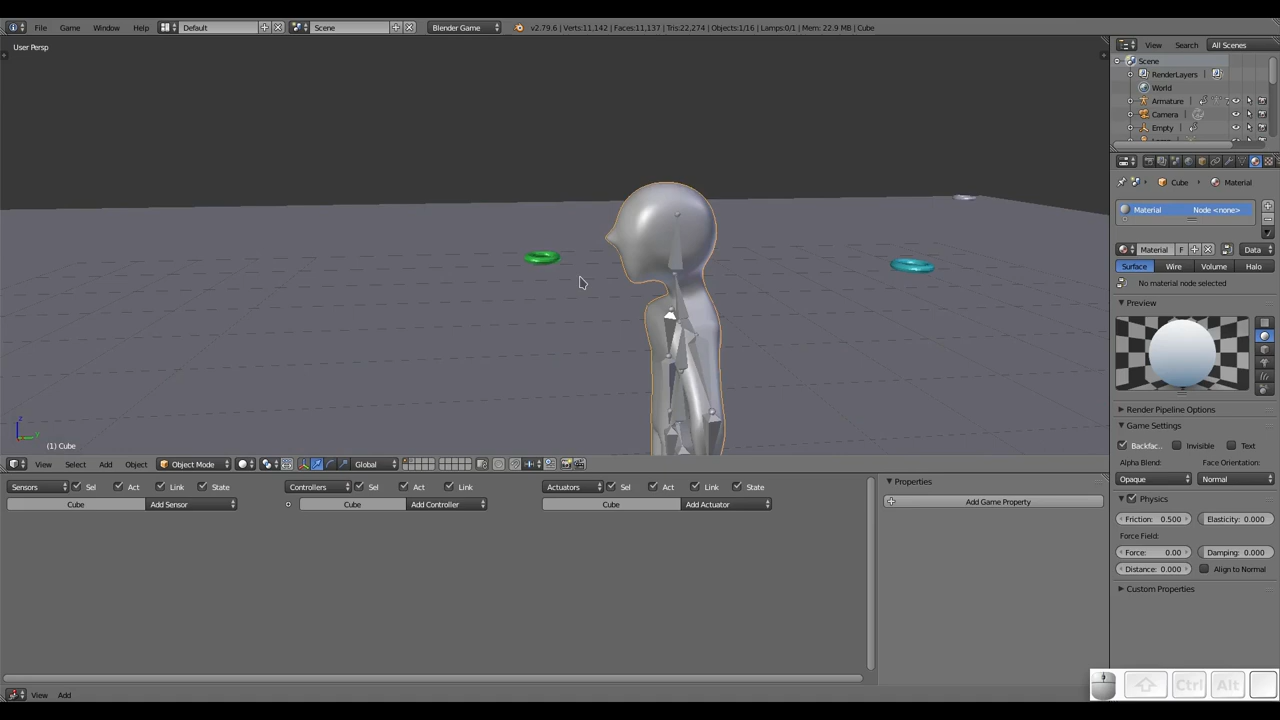 File Game Window Help Default Scene Blender Game v2.79.6 | Verts:11,142 | Faces:11,137 | Tris:22,274 | Objects:1/16 | Lamps:0/1 | Mem: 22.9 MB | Cube
User Persp
View Search All Scenes
Scene
RenderLayers
World
Armature
Camera
Empty
Cube Material
Material Node <none>
Material F Data
Surface Wire Volume Halo
No material node selected
Preview
Render Pipeline Options
Game Settings
Backfac.. Invisible Text
Alpha Blend: Face Orientation:
Opaque Normal
Physics
Friction: 0.500 Elasticity: 0.000
Force Field:
Force: 0.00 Damping: 0.000
Distance: 0.000 Align to Normal
Custom Properties
z
y
(1) Cube
View Select Add Object Object Mode Global
Sensors Sel Act Link State Controllers Sel Act Link Actuators Sel Act Link State
Cube Add Sensor Cube Add Controller Cube Add Actuator
Properties
Add Game Property
View Add
Ctrl Alt